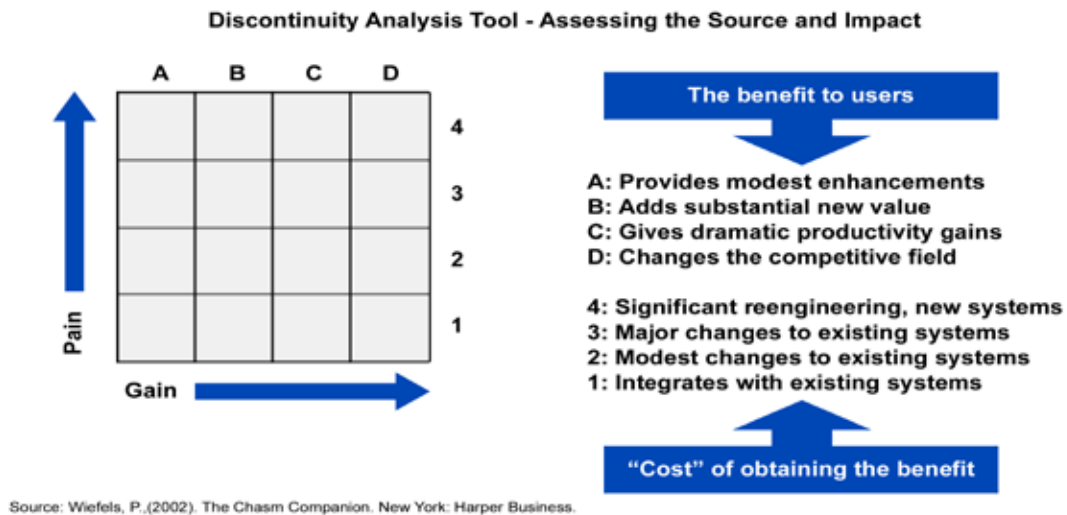 Discontinuity Analysis Tool - Assessing the Source and Impact
A B C D
4
3
2
1
Pain
Gain
The benefit to users
A: Provides modest enhancements
B: Adds substantial new value
C: Gives dramatic productivity gains
D: Changes the competitive field
4: Significant reengineering, new systems
3: Major changes to existing systems
2: Modest changes to existing systems
1: Integrates with existing systems
“Cost” of obtaining the benefit
Source: Wiefels, P.,(2002). The Chasm Companion. New York: Harper Business.